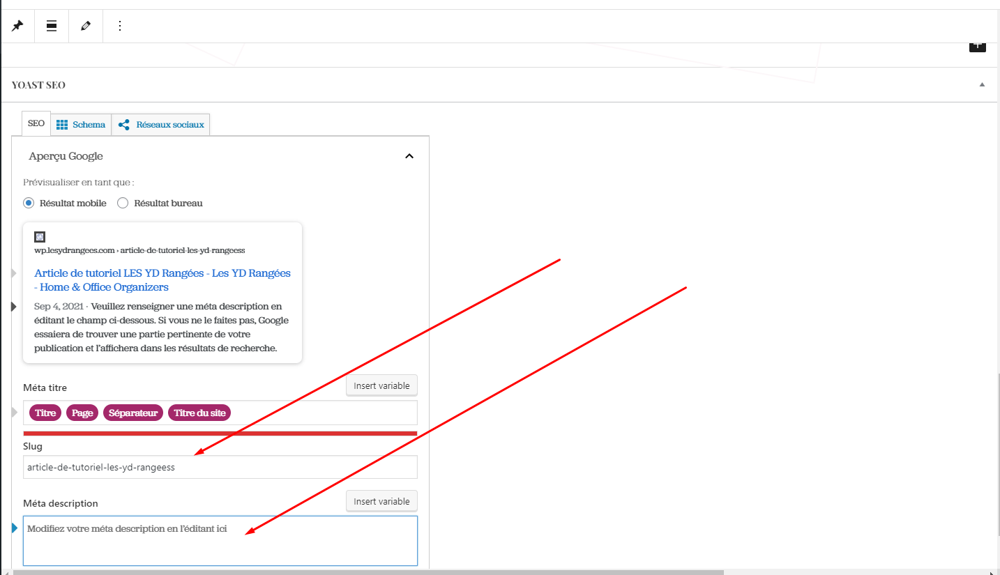 YOAST SEO
SEO
Schema
Réseaux sociaux
Aperçu Google
Prévisualiser en tant que :
Résultat mobile
Résultat bureau
wp.lesydrangees.com › article-de-tutoriel-les-yd-rangeess
Article de tutoriel LES YD Rangées - Les YD Rangées
- Home & Office Organizers
Sep 4, 2021 · Veuillez renseigner une méta description en
éditant le champ ci-dessous. Si vous ne le faites pas, Google
essaiera de trouver une partie pertinente de votre
publication et l'affichera dans les résultats de recherche.
Méta titre
Insert variable
Titre Page Séparateur Titre du site
Slug
article-de-tutoriel-les-yd-rangeess
Méta description
Insert variable
Modifiez votre méta description en l'éditant ici